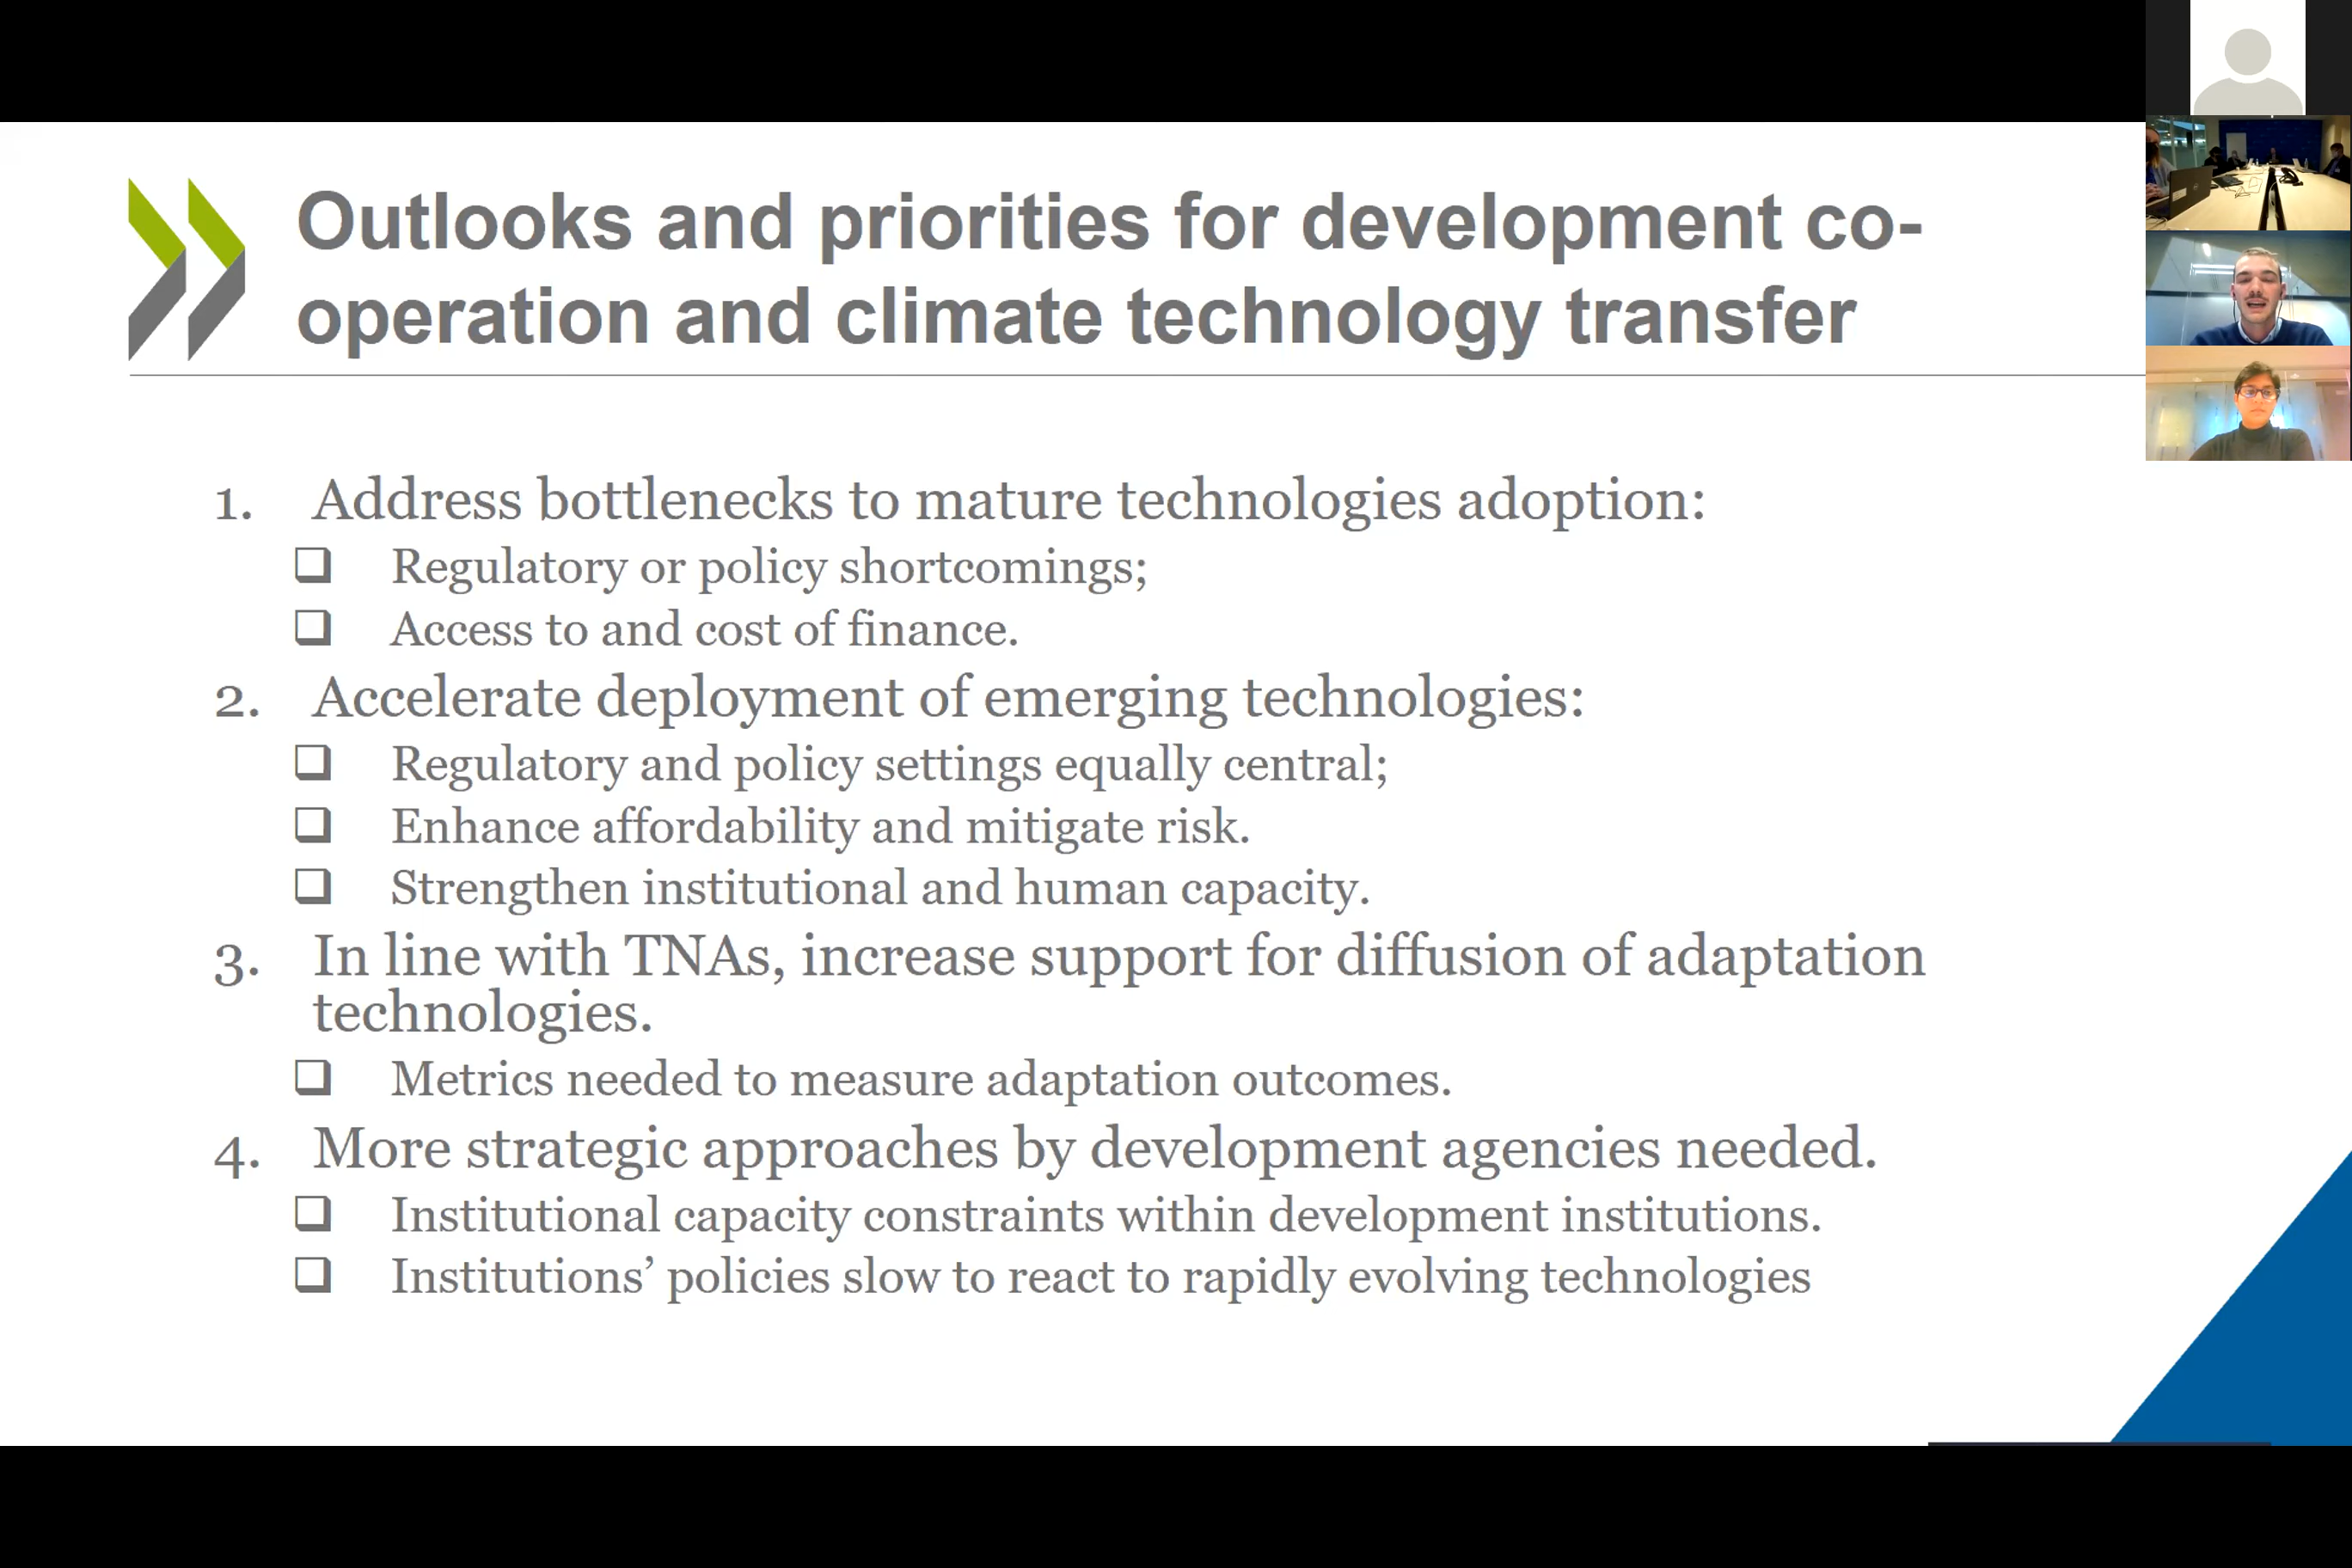 Outlooks and priorities for development co-
operation and climate technology transfer
1. Address bottlenecks to mature technologies adoption:
❑ Regulatory or policy shortcomings;
❑ Access to and cost of finance.
2. Accelerate deployment of emerging technologies:
❑ Regulatory and policy settings equally central;
❑ Enhance affordability and mitigate risk.
❑ Strengthen institutional and human capacity.
3. In line with TNAs, increase support for diffusion of adaptation
technologies.
❑ Metrics needed to measure adaptation outcomes.
4. More strategic approaches by development agencies needed.
❑ Institutional capacity constraints within development institutions.
❑ Institutions’ policies slow to react to rapidly evolving technologies